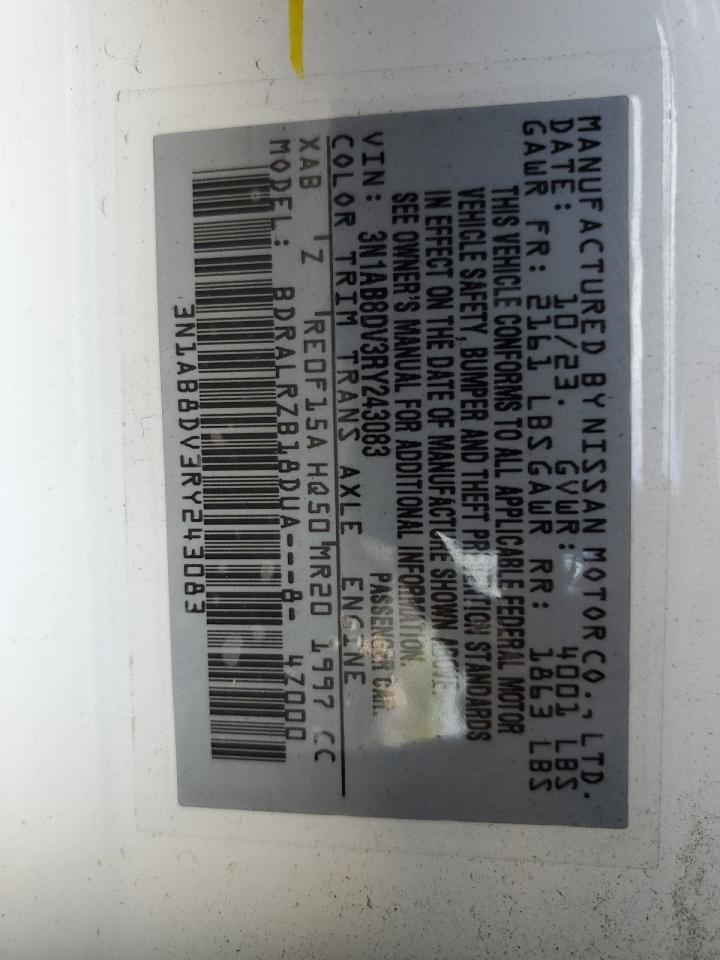 MANUFACTURED BY NISSAN MOTOR CO., LTD.
DATE: 10/23. GVWR: 4001 LBS
GAWR FR: 2161 LBS GAWR RR: 1863 LBS
THIS VEHICLE CONFORMS TO ALL APPLICABLE FEDERAL MOTOR
VEHICLE SAFETY, BUMPER AND THEFT PREVENTION STANDARDS
IN EFFECT ON THE DATE OF MANUFACTURE SHOWN ABOVE.
SEE OWNER'S MANUAL FOR ADDITIONAL INFORMATION.
VIN: 3N1AB8DV3RY243083 PASSENGER CAR.
COLOR TRIM TRANS AXLE ENGINE
XAB 'Z 'RE0F15A HQ50 'MR20 1997 CC
MODEL: BDRALRZB18DUA----8- 47000
3N1AB8DV3RY243083